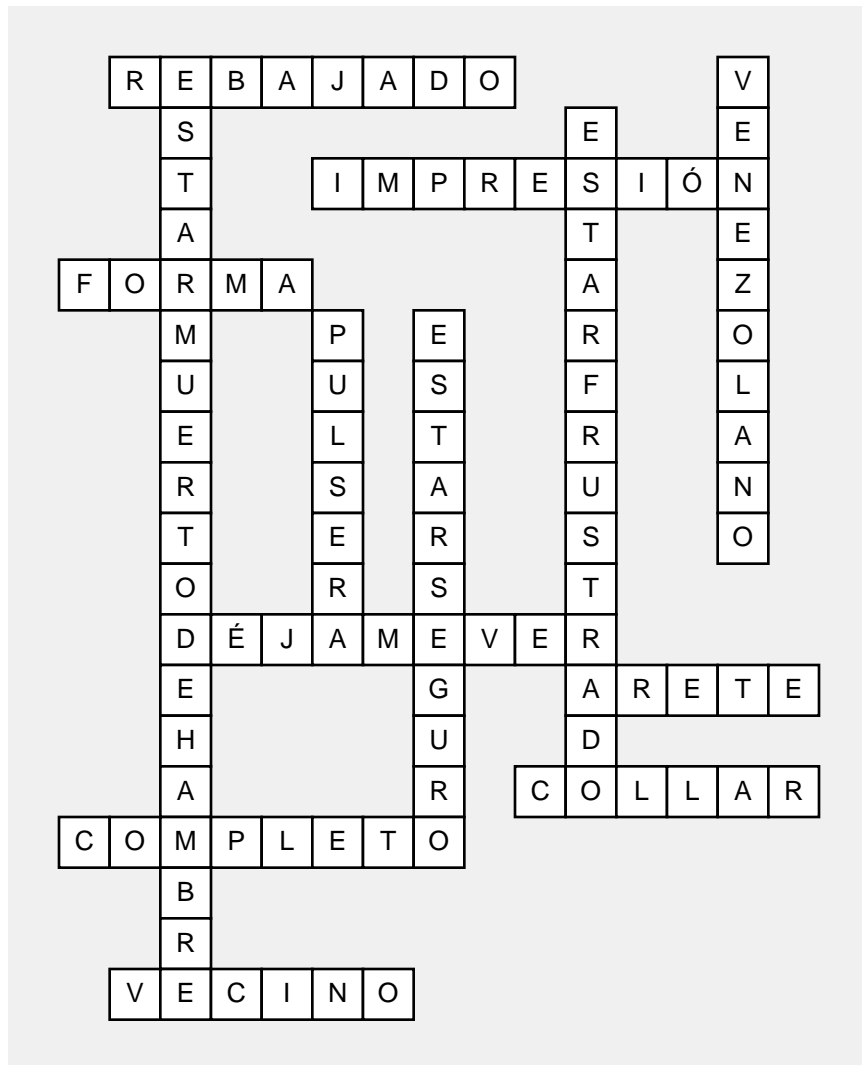 REBAJADO
ESTARMUERTODEHAMBRE
VENEZOLANO
ESTARFRUSTRADO
IMPRESIÓN
FORMA
PULSERA
ESTARSEGURO
DÉJAMEVER
ARETE
COLLAR
COMPLETO
VECINO